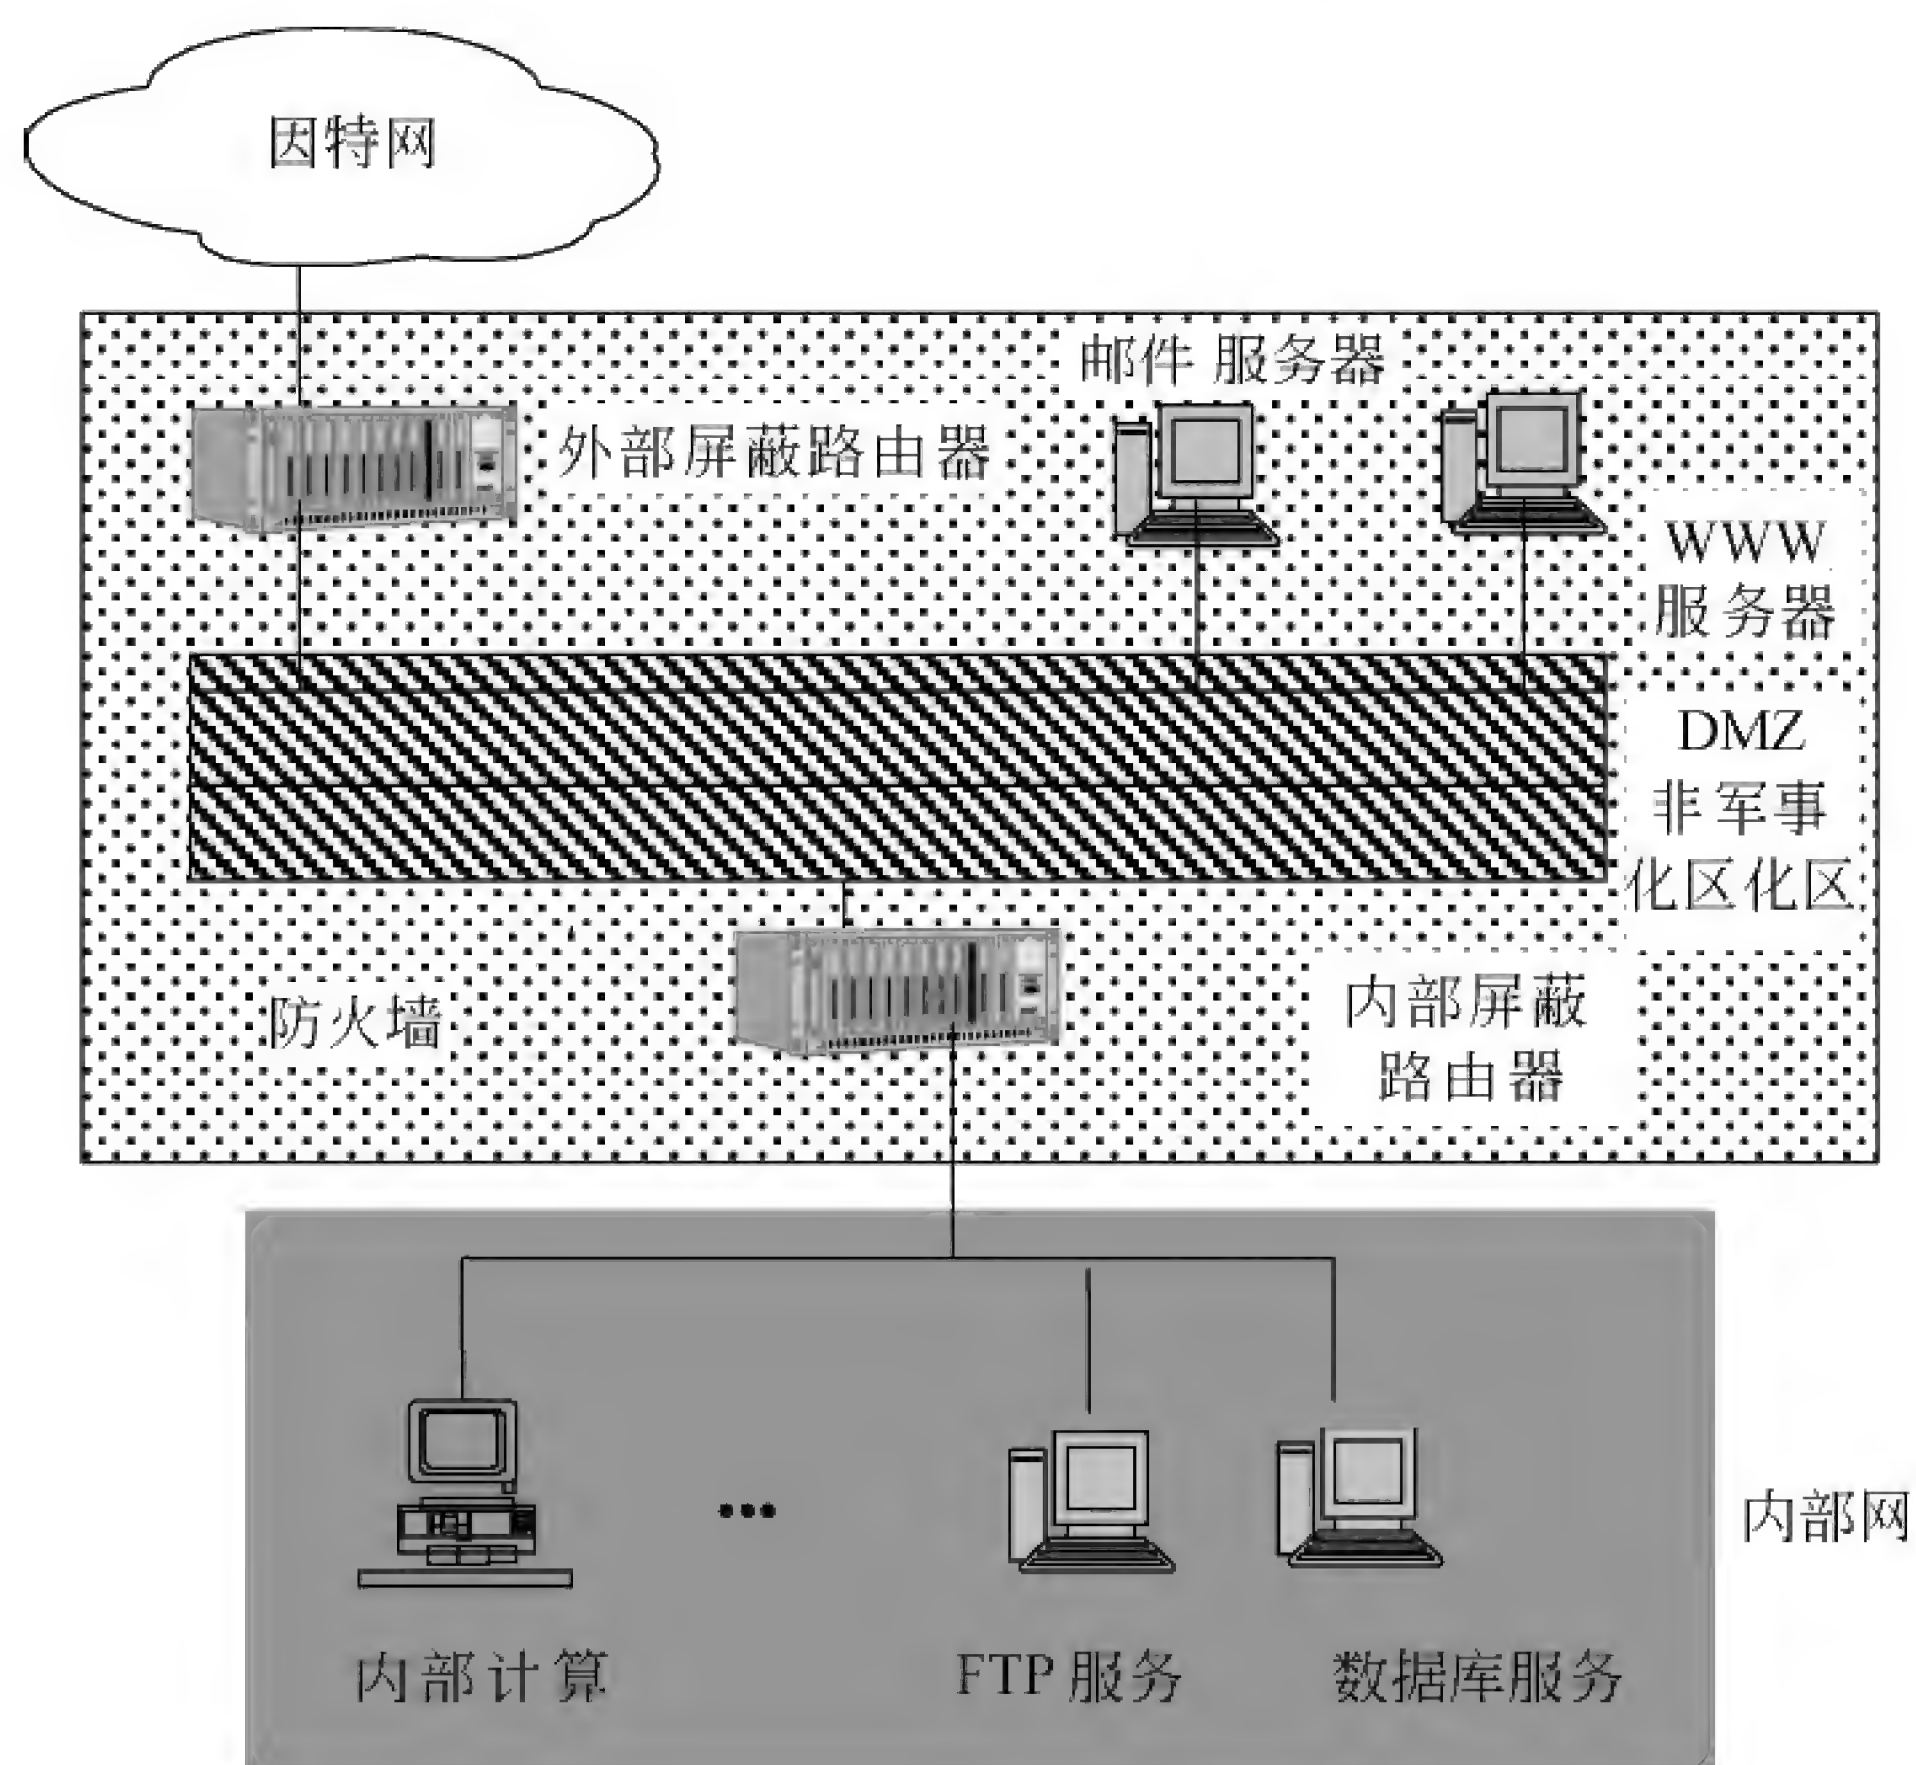 因特网
邮件 服务器
外部屏蔽路由器
WWW
服务器
DMZ
非军事
化区化区
防火墙
内部屏蔽
路由器
内部网
内部计算
FTP 服务
数据库服务